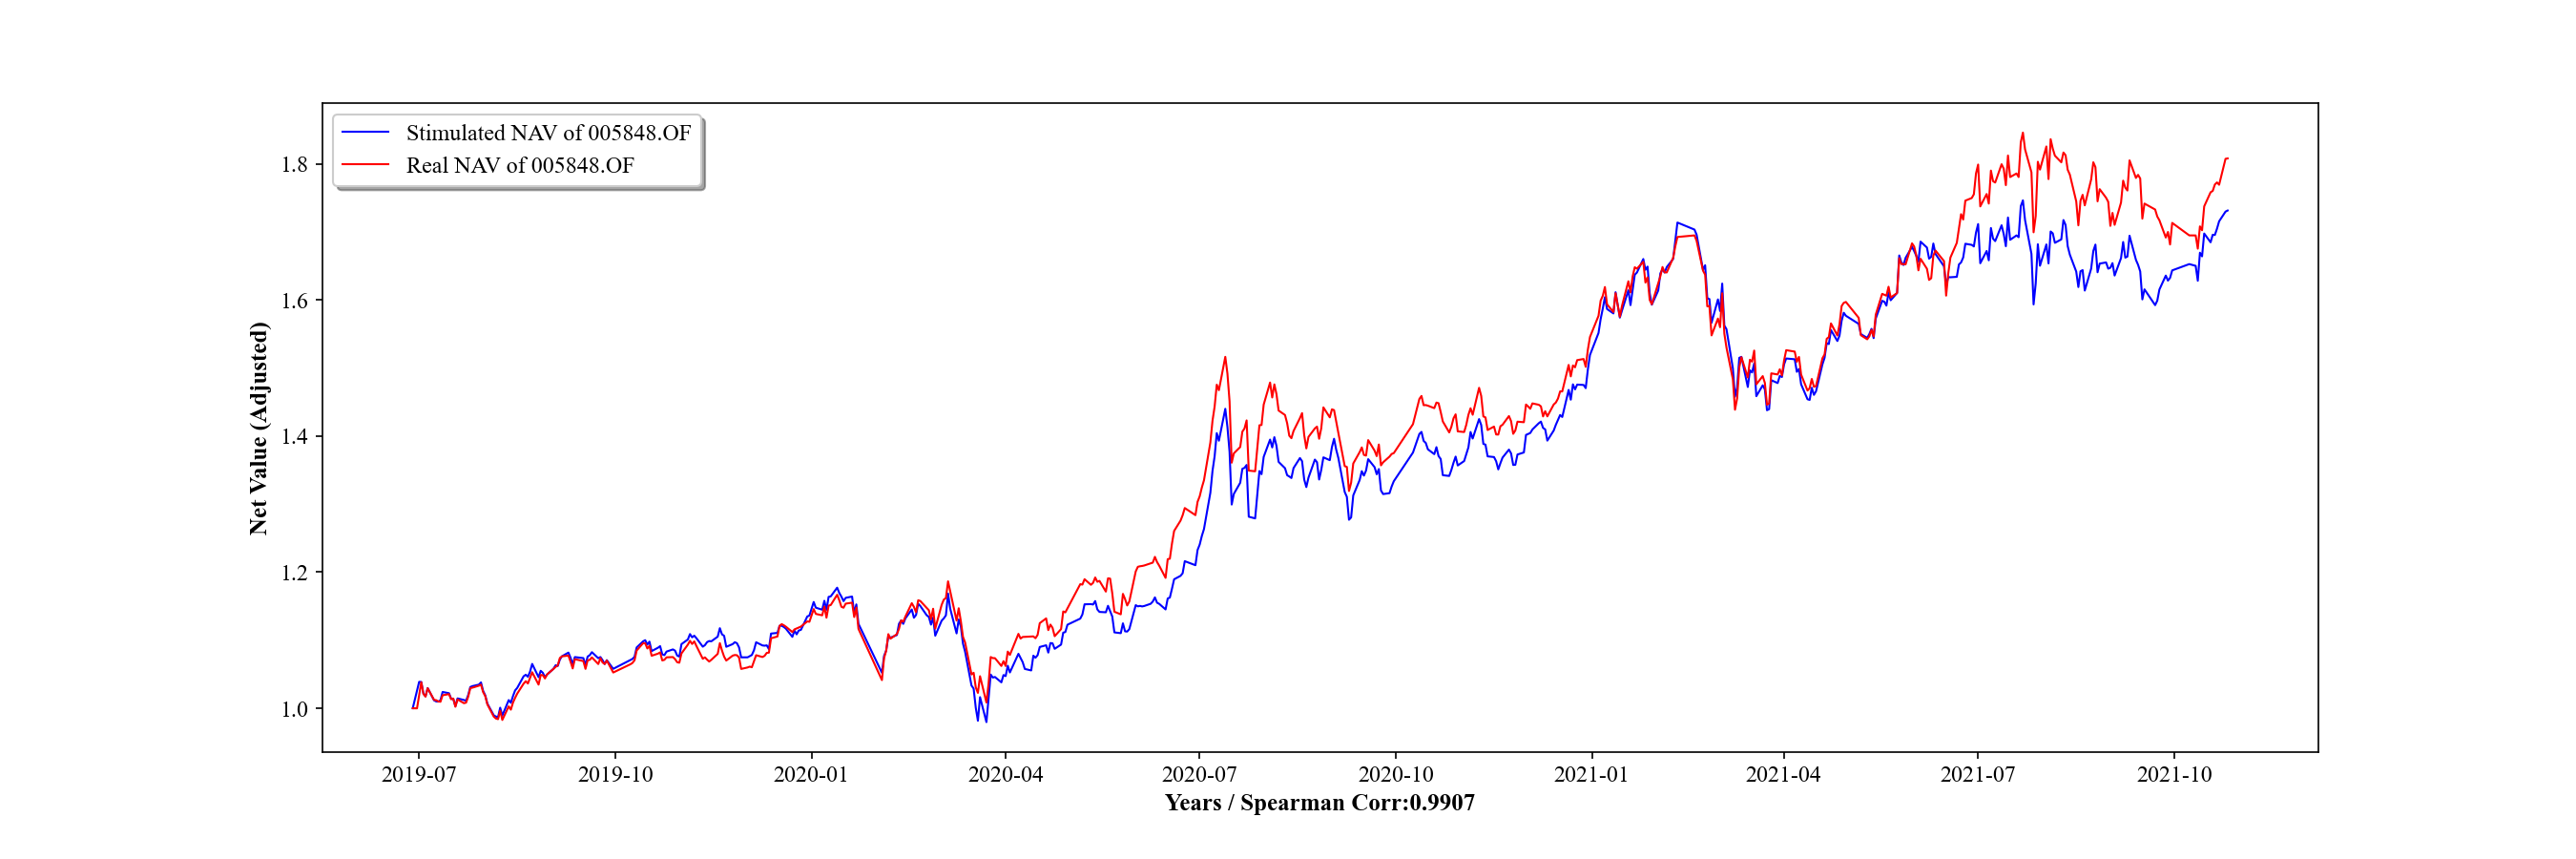 Stimulated NAV of 005848.OF
Real NAV of 005848.OF
Net Value (Adjusted)
1.8
1.6
1.4
1.2
1.0
2019-07 2019-10 2020-01 2020-04 2020-07 2020-10 2021-01 2021-04 2021-07 2021-10
Years / Spearman Corr:0.9907